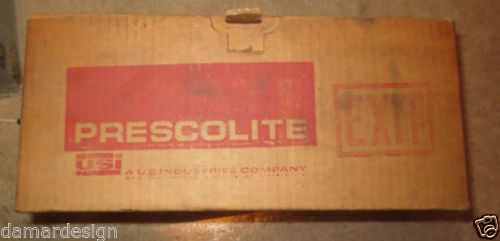 PRESCOLITE
EXIT
USI
A U.S. INDUSTRIES COMPANY
damardesign